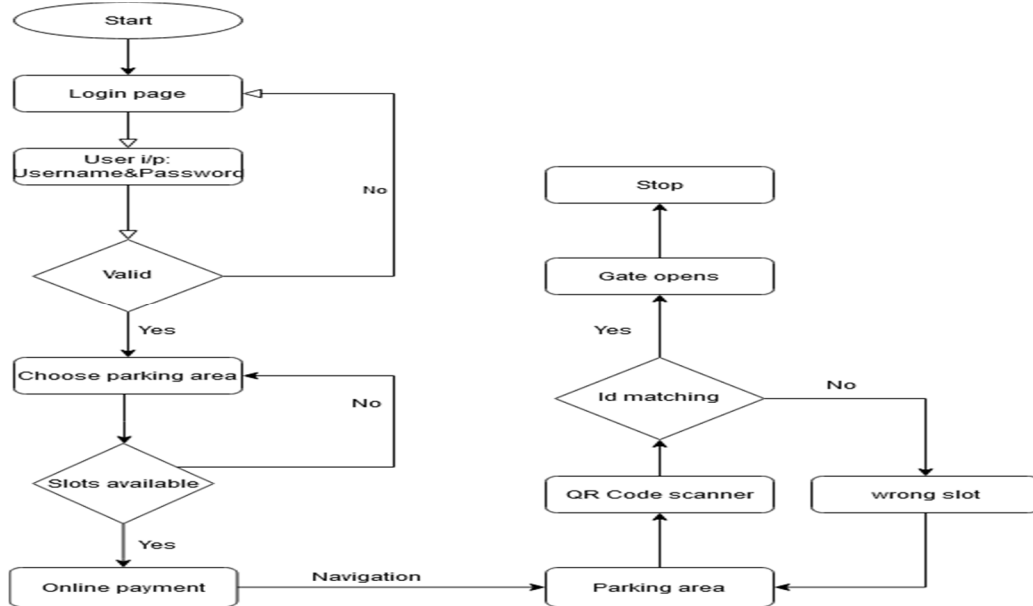 Start
Login page
User i/p:
Username&Password
No
Valid
Yes
Choose parking area
No
Slots available
Yes
Online payment
Navigation
Stop
Gate opens
Yes
Id matching
No
QR Code scanner
wrong slot
Parking area